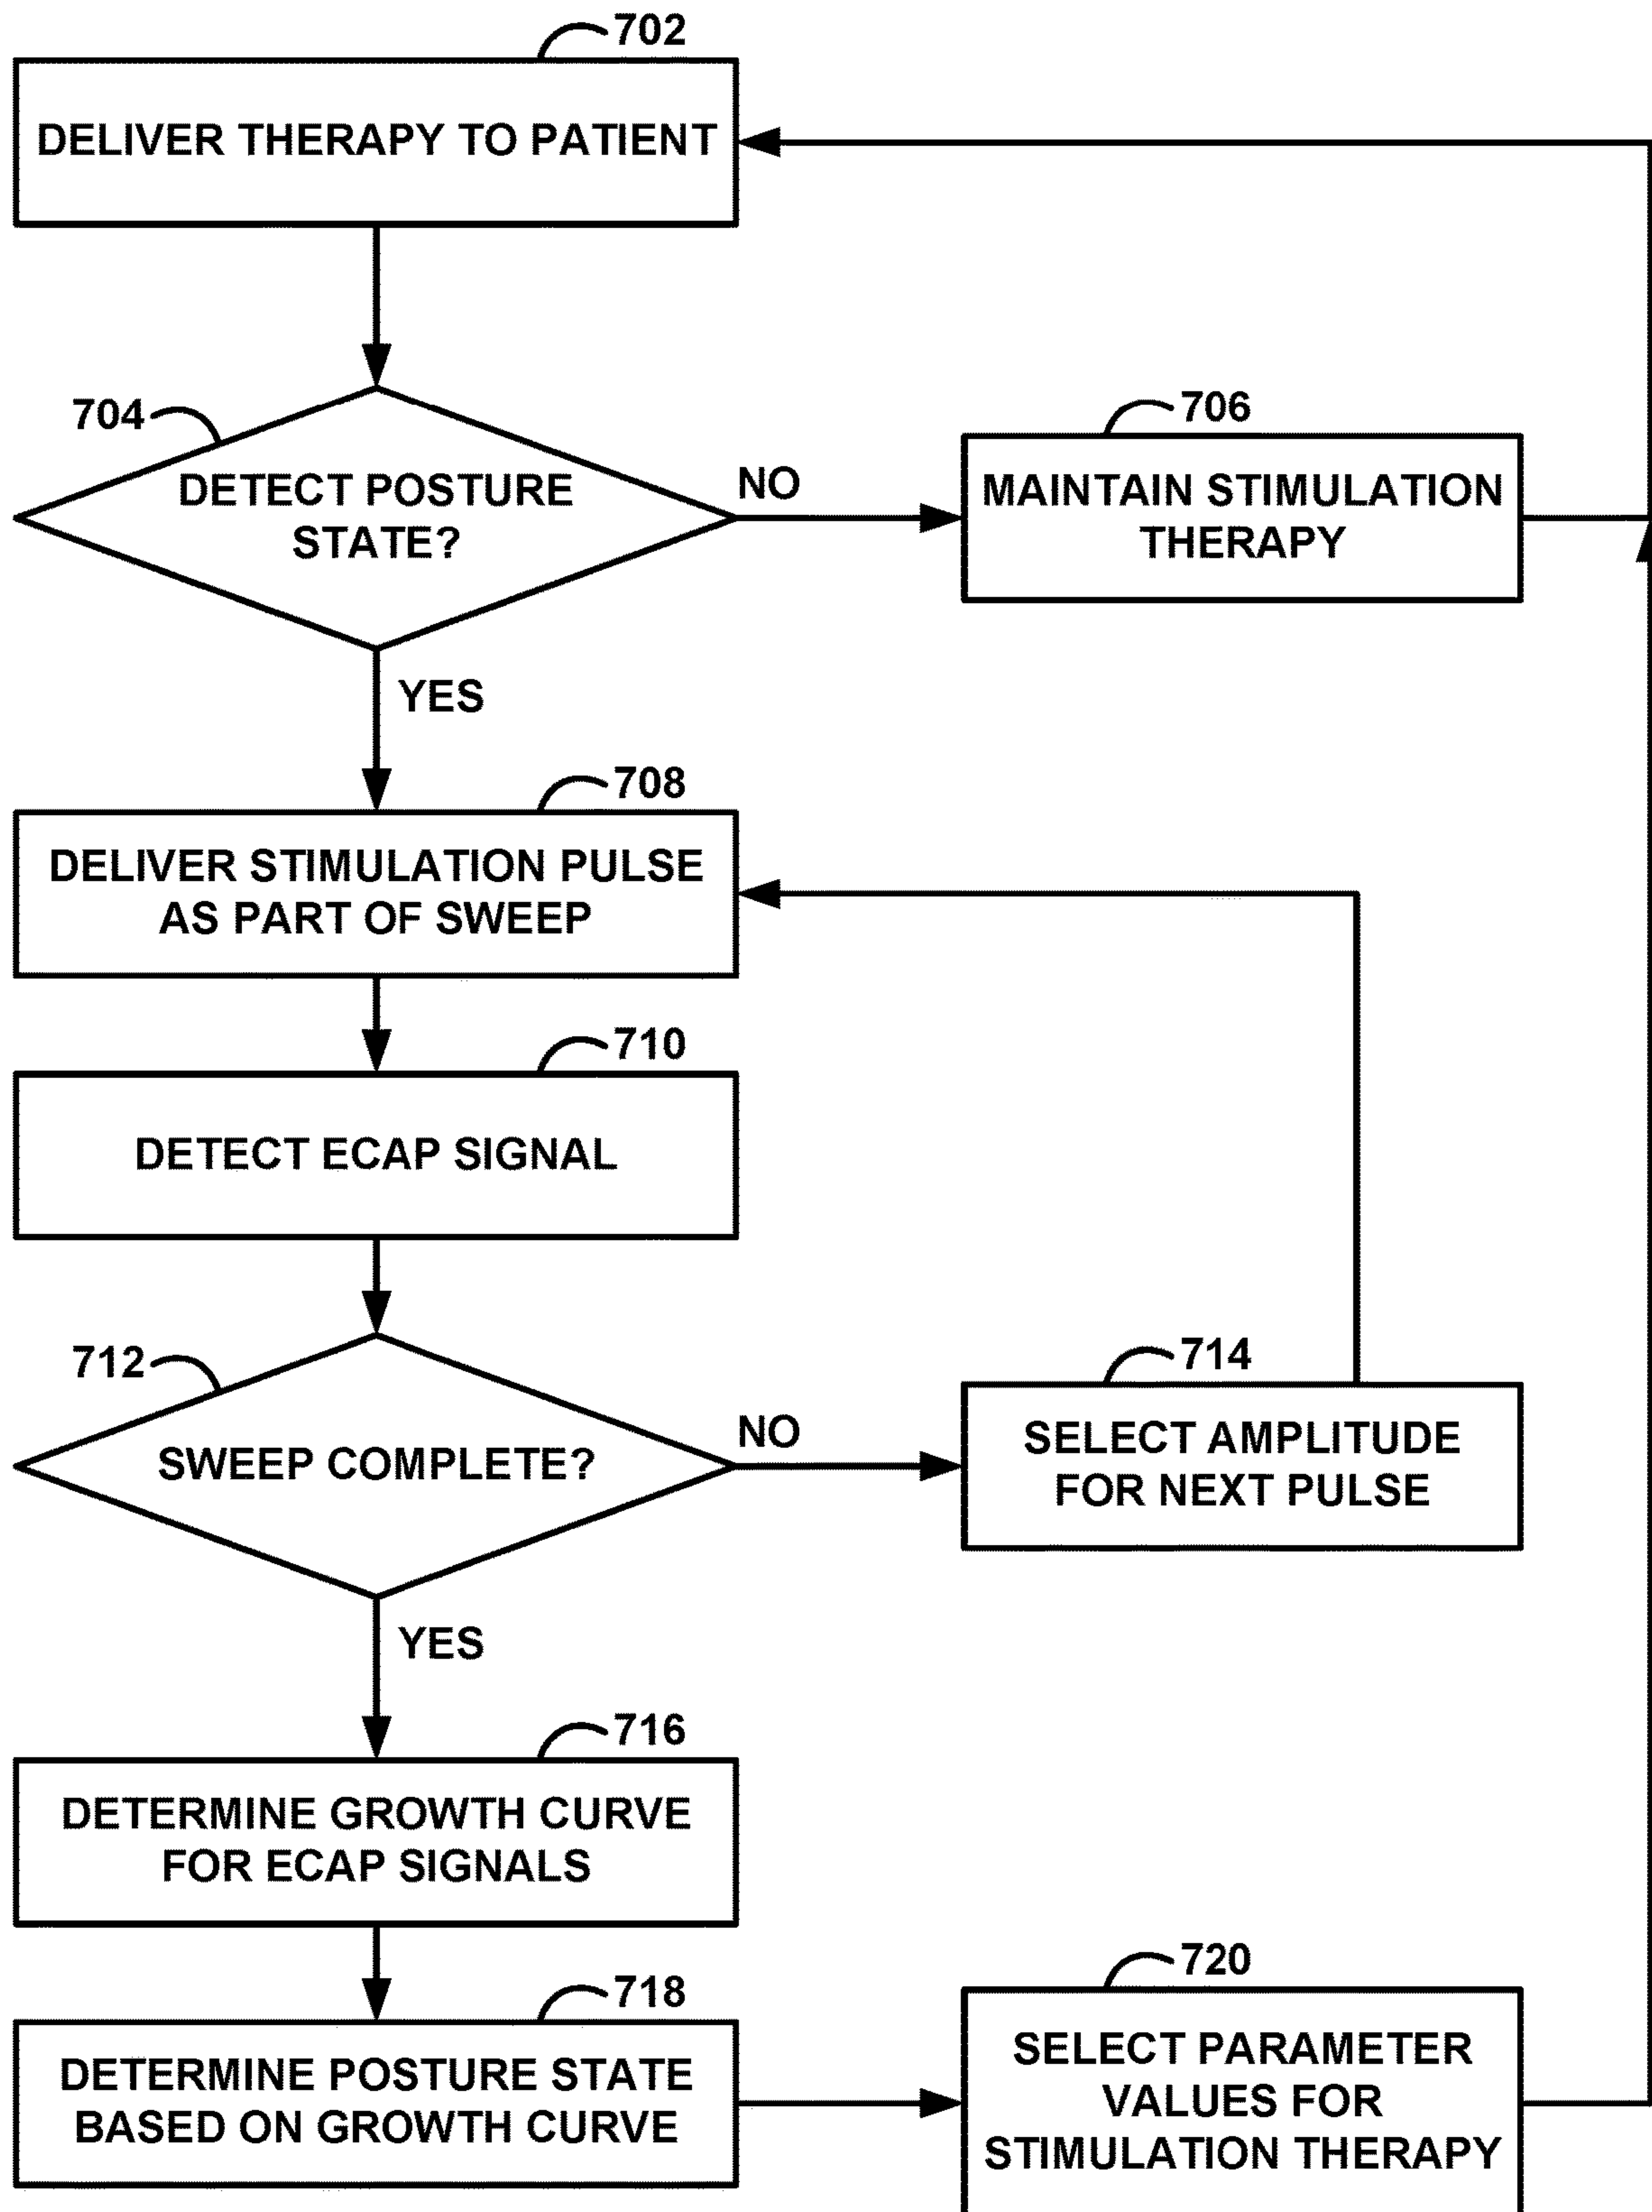 702
DELIVER THERAPY TO PATIENT
704
DETECT POSTURE
STATE?
NO
706
MAINTAIN STIMULATION
THERAPY
YES
708
DELIVER STIMULATION PULSE
AS PART OF SWEEP
710
DETECT ECAP SIGNAL
712
SWEEP COMPLETE?
NO
714
SELECT AMPLITUDE
FOR NEXT PULSE
YES
716
DETERMINE GROWTH CURVE
FOR ECAP SIGNALS
718
DETERMINE POSTURE STATE
BASED ON GROWTH CURVE
720
SELECT PARAMETER
VALUES FOR
STIMULATION THERAPY